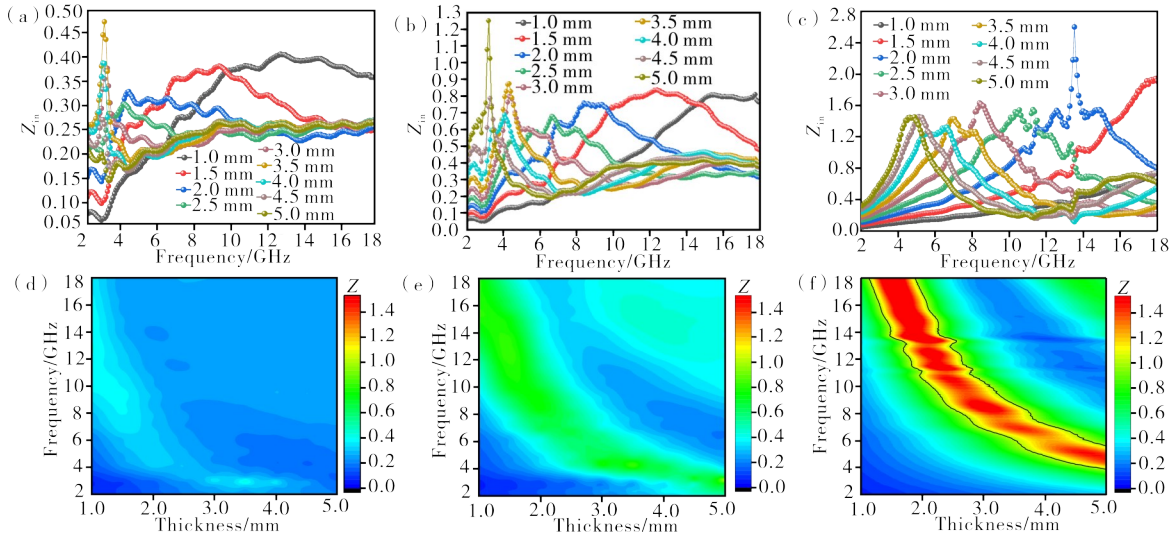 (a)
0.50
0.45
0.40
0.35
0.30
0.25
0.20
0.15
0.10
0.05
Z_in
1.0 mm
1.5 mm
2.0 mm
2.5 mm
3.0 mm
3.5 mm
4.0 mm
4.5 mm
5.0 mm
2 4 6 8 10 12 14 16 18
Frequency/GHz
(b)
1.3
1.2
1.0
0.9
0.8
0.7
0.6
0.5
0.4
0.3
0.2
0.1
0.0
Z_in
1.0 mm
1.5 mm
2.0 mm
2.5 mm
3.0 mm
3.5 mm
4.0 mm
4.5 mm
5.0 mm
2 4 6 8 10 12 14 16 18
Frequency/GHz
(c)
2.8
2.4
2.0
1.6
1.2
0.8
0.4
0.0
Z_in
1.0 mm
1.5 mm
2.0 mm
2.5 mm
3.0 mm
3.5 mm
4.0 mm
4.5 mm
5.0 mm
2 4 6 8 10 12 14 16 18
Frequency/GHz
(d)
18
16
14
12
10
8
6
4
2
Frequency/GHz
1.0 2.0 3.0 4.0 5.0
Thickness/mm
Z
1.4
1.2
1.0
0.8
0.6
0.4
0.2
0.0
(e)
18
16
14
12
10
8
6
4
2
Frequency/GHz
1.0 2.0 3.0 4.0 5.0
Thickness/mm
Z
1.4
1.2
1.0
0.8
0.6
0.4
0.2
0.0
(f)
18
16
14
12
10
8
6
4
2
Frequency/GHz
1.0 2.0 3.0 4.0 5.0
Thickness/mm
Z
1.4
1.2
1.0
0.8
0.6
0.4
0.2
0.0